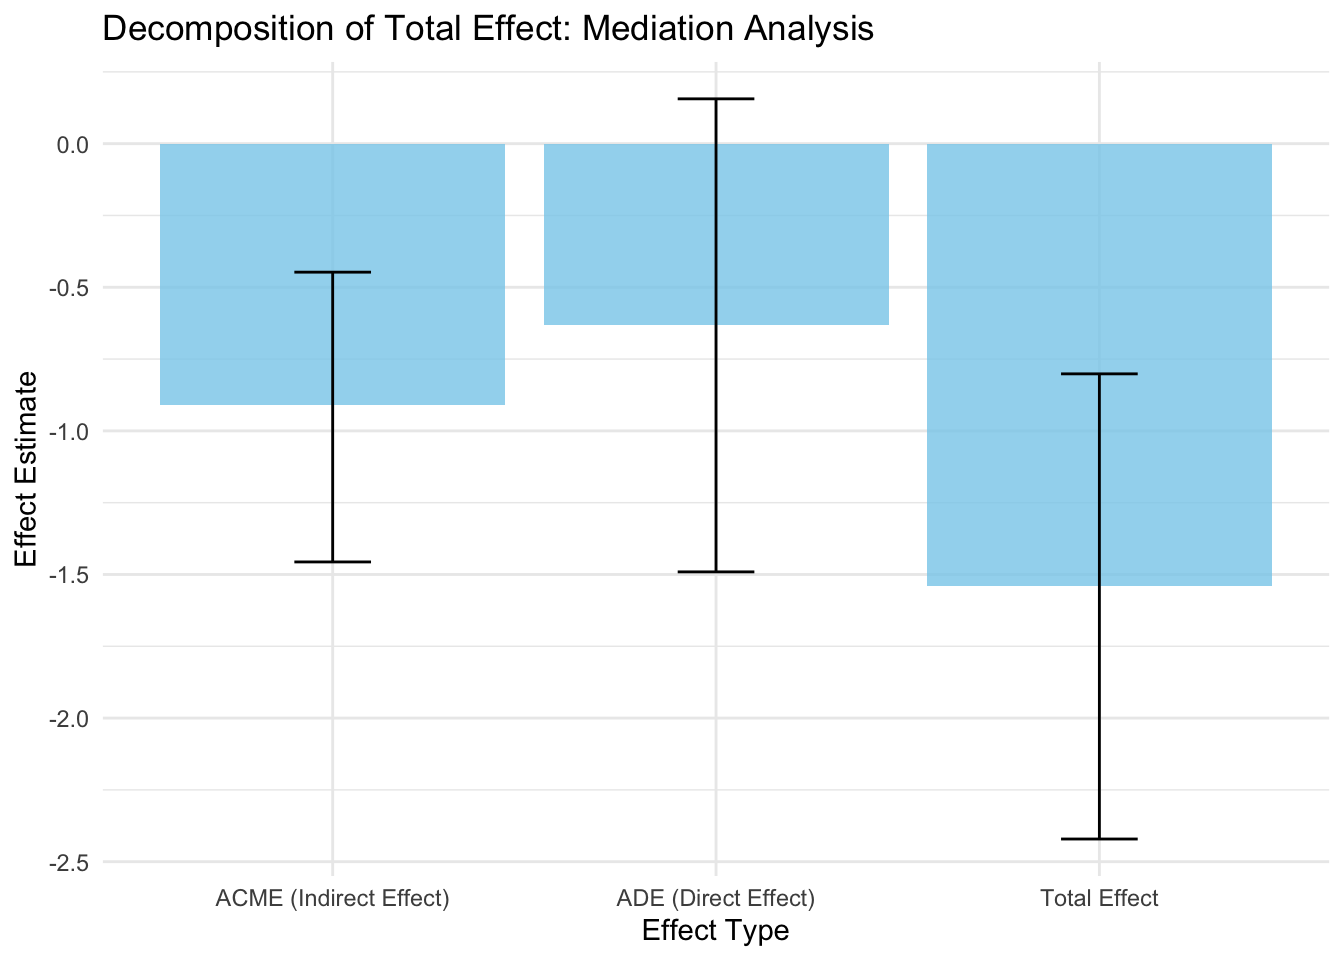 Decomposition of Total Effect: Mediation Analysis
Effect Estimate
0.0
-0.5
-1.0
-1.5
-2.0
-2.5
ACME (Indirect Effect) ADE (Direct Effect) Total Effect
Effect Type